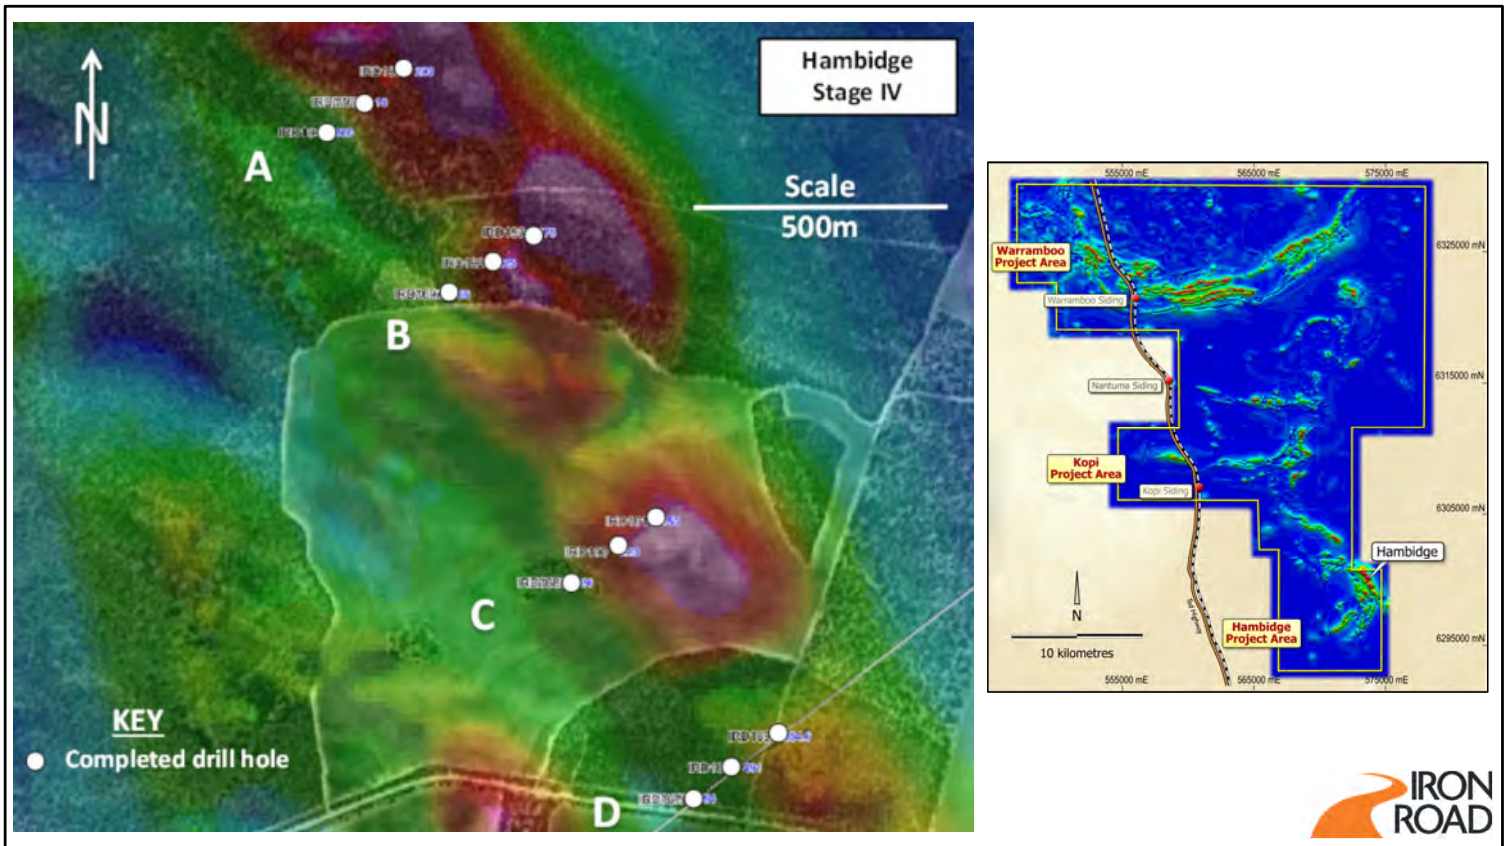 Hambidge
Stage IV
N
A
Scale
500m
B
C
KEY
Completed drill hole
D
555000 mE
565000 mE
575000 mE
6325000 mN
Warramboo
Project Area
Warramboo Siding
Nantuma Siding
6315000 mN
Kopi
Project Area
Kopi Siding
6305000 mN
Hambidge
N
Tod Highway
Hambidge
Project Area
6295000 mN
10 kilometres
555000 mE
565000 mE
575000 mE
IRON
ROAD